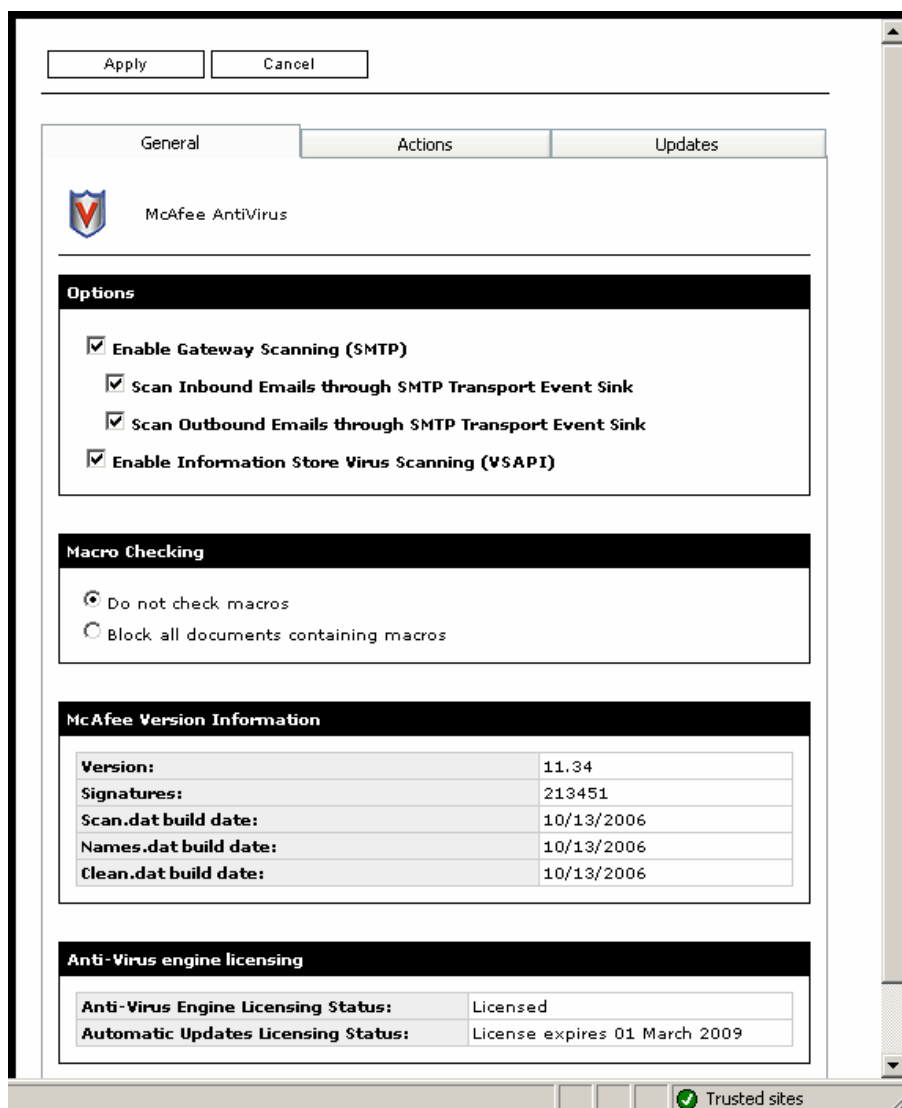 Apply Cancel
General Actions Updates
McAfee AntiVirus
Options
Enable Gateway Scanning (SMTP)
Scan Inbound Emails through SMTP Transport Event Sink
Scan Outbound Emails through SMTP Transport Event Sink
Enable Information Store Virus Scanning (VSAPI)
Macro Checking
Do not check macros
Block all documents containing macros
McAfee Version Information
Version: 11.34
Signatures: 213451
Scan.dat build date: 10/13/2006
Names.dat build date: 10/13/2006
Clean.dat build date: 10/13/2006
Anti-Virus engine licensing
Anti-Virus Engine Licensing Status: Licensed
Automatic Updates Licensing Status: License expires 01 March 2009
Trusted sites